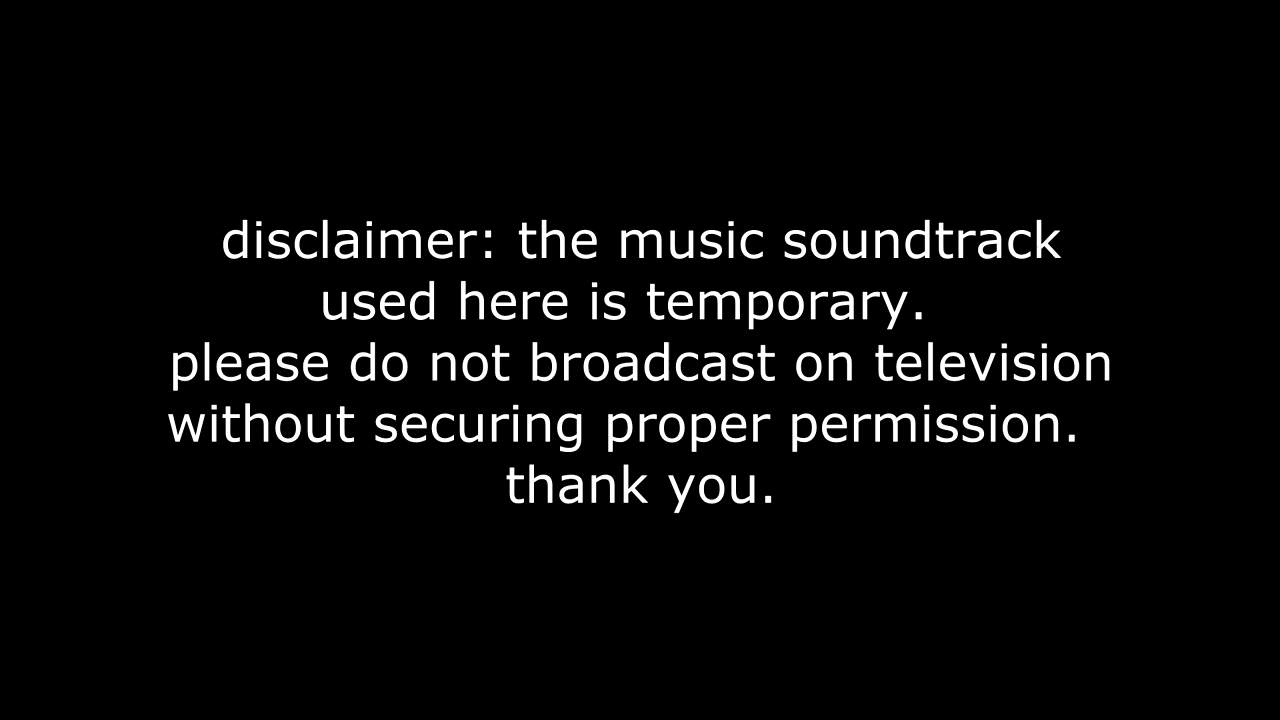 disclaimer: the music soundtrack
used here is temporary.
please do not broadcast on television
without securing proper permission.
thank you.